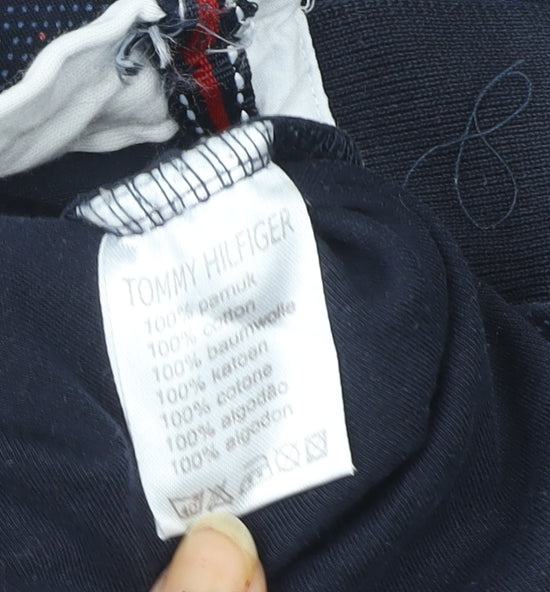 TOMMY HILFIGER
100% pamuk
100% cotton
100% baumwolle
100% katoen
100% cotone
100% algodão
100% algodon